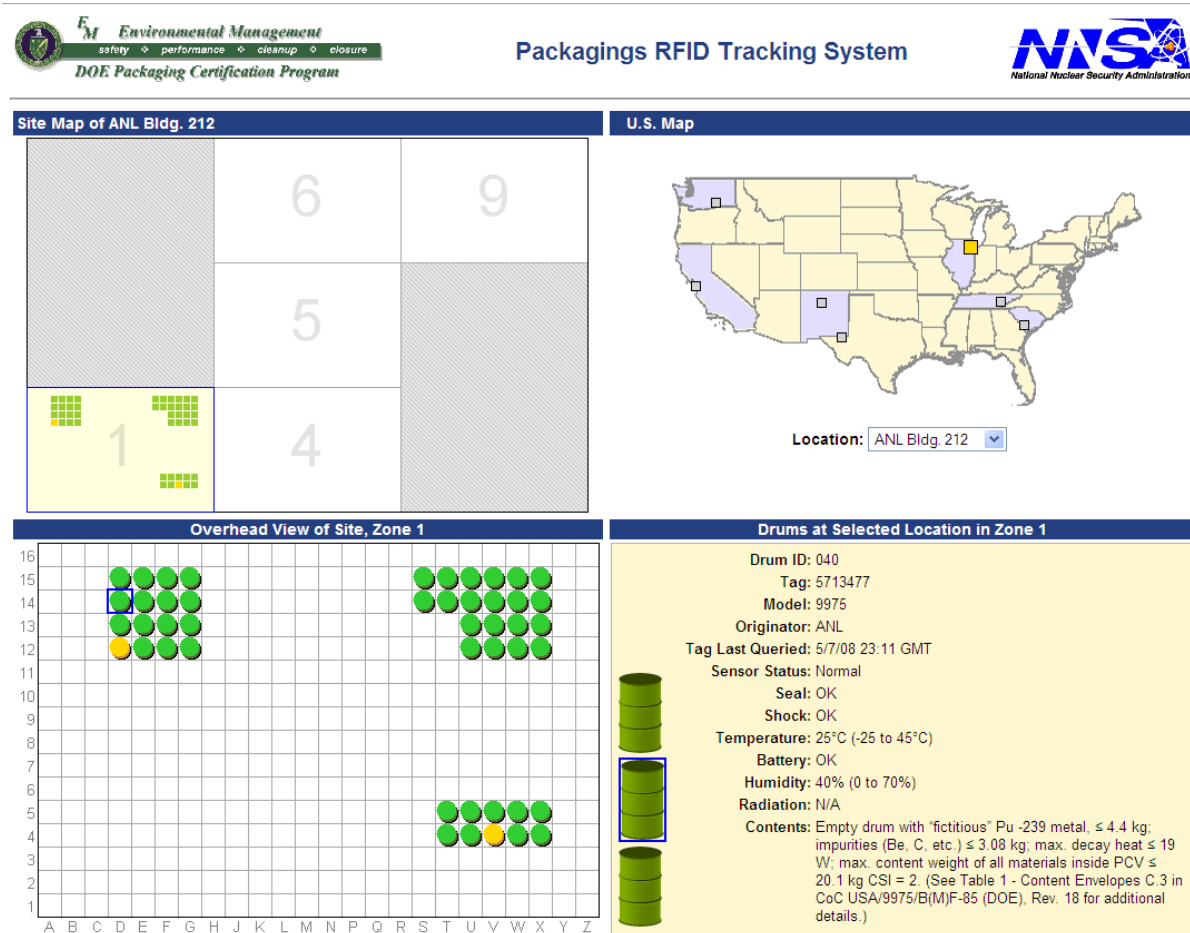 EM Environmental Management
safety ❖ performance ❖ cleanup ❖ closure
DOE Packaging Certification Program
Packagings RFID Tracking System
NNSA
National Nuclear Security Administration
Site Map of ANL Bldg. 212
6
9
5
1
4
U.S. Map
Location: ANL Bldg. 212
Overhead View of Site, Zone 1
16
15
14
13
12
11
10
9
8
7
6
5
4
3
2
1
A B C D E F G H J K L M N P Q R S T U V W X Y Z
Drums at Selected Location in Zone 1
Drum ID: 040
Tag: 5713477
Model: 9975
Originator: ANL
Tag Last Queried: 5/7/08 23:11 GMT
Sensor Status: Normal
Seal: OK
Shock: OK
Temperature: 25°C (-25 to 45°C)
Battery: OK
Humidity: 40% (0 to 70%)
Radiation: N/A
Contents: Empty drum with “fictitious” Pu -239 metal, ≤ 4.4 kg;
impurities (Be, C, etc.) ≤ 3.08 kg; max. decay heat ≤ 19
W; max. content weight of all materials inside PCV ≤
20.1 kg CSI = 2. (See Table 1 - Content Envelopes C.3 in
CoC USA/9975/B(M)F-85 (DOE), Rev. 18 for additional
details.)